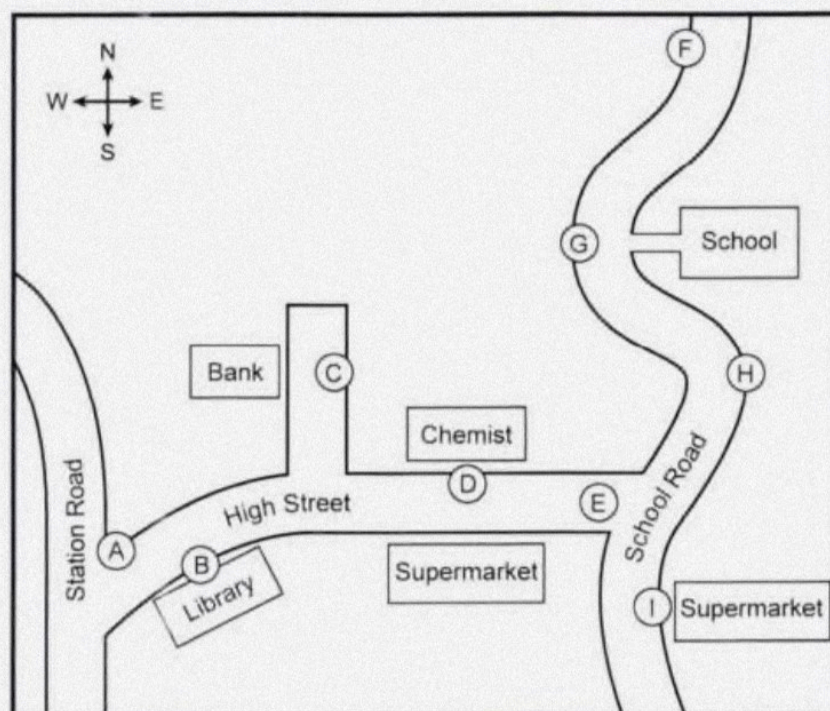 N
W E
S
F
G
School
Bank
C
H
Chemist
D
E
High Street
School Road
Station Road
A
B
Library
Supermarket
I
Supermarket